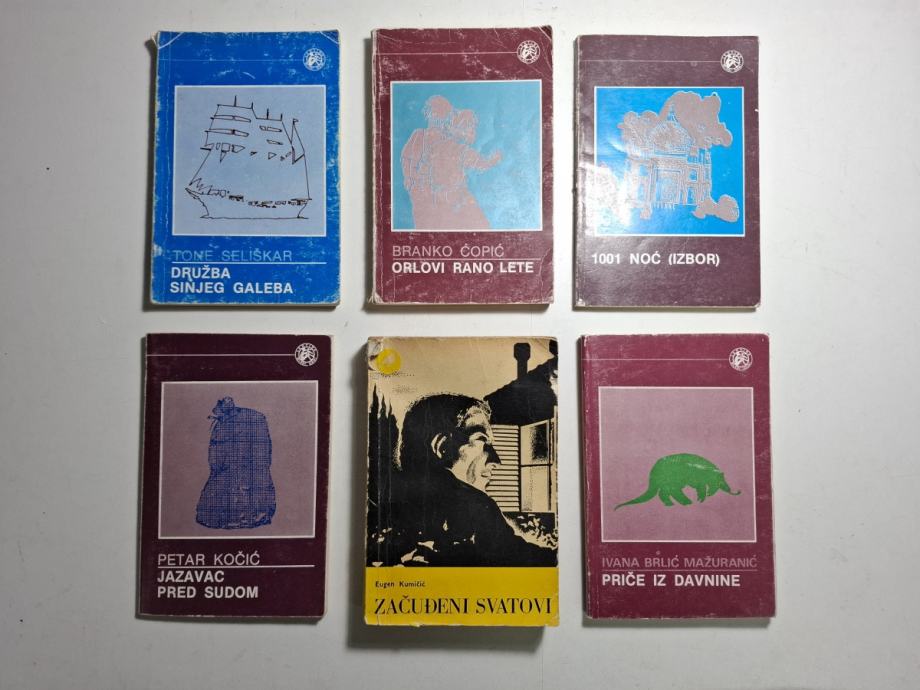 TONE SELIŠKAR
DRUŽBA
SINJEG GALEBA
BRANKO ĆOPIĆ
ORLOVI RANO LETE
1001 NOĆ (IZBOR)
PETAR KOČIĆ
JAZAVAC
PRED SUDOM
Eugen Kumičić
ZAČUĐENI SVATOVI
IVANA BRLIĆ MAŽURANIĆ
PRIČE IZ DAVNINE